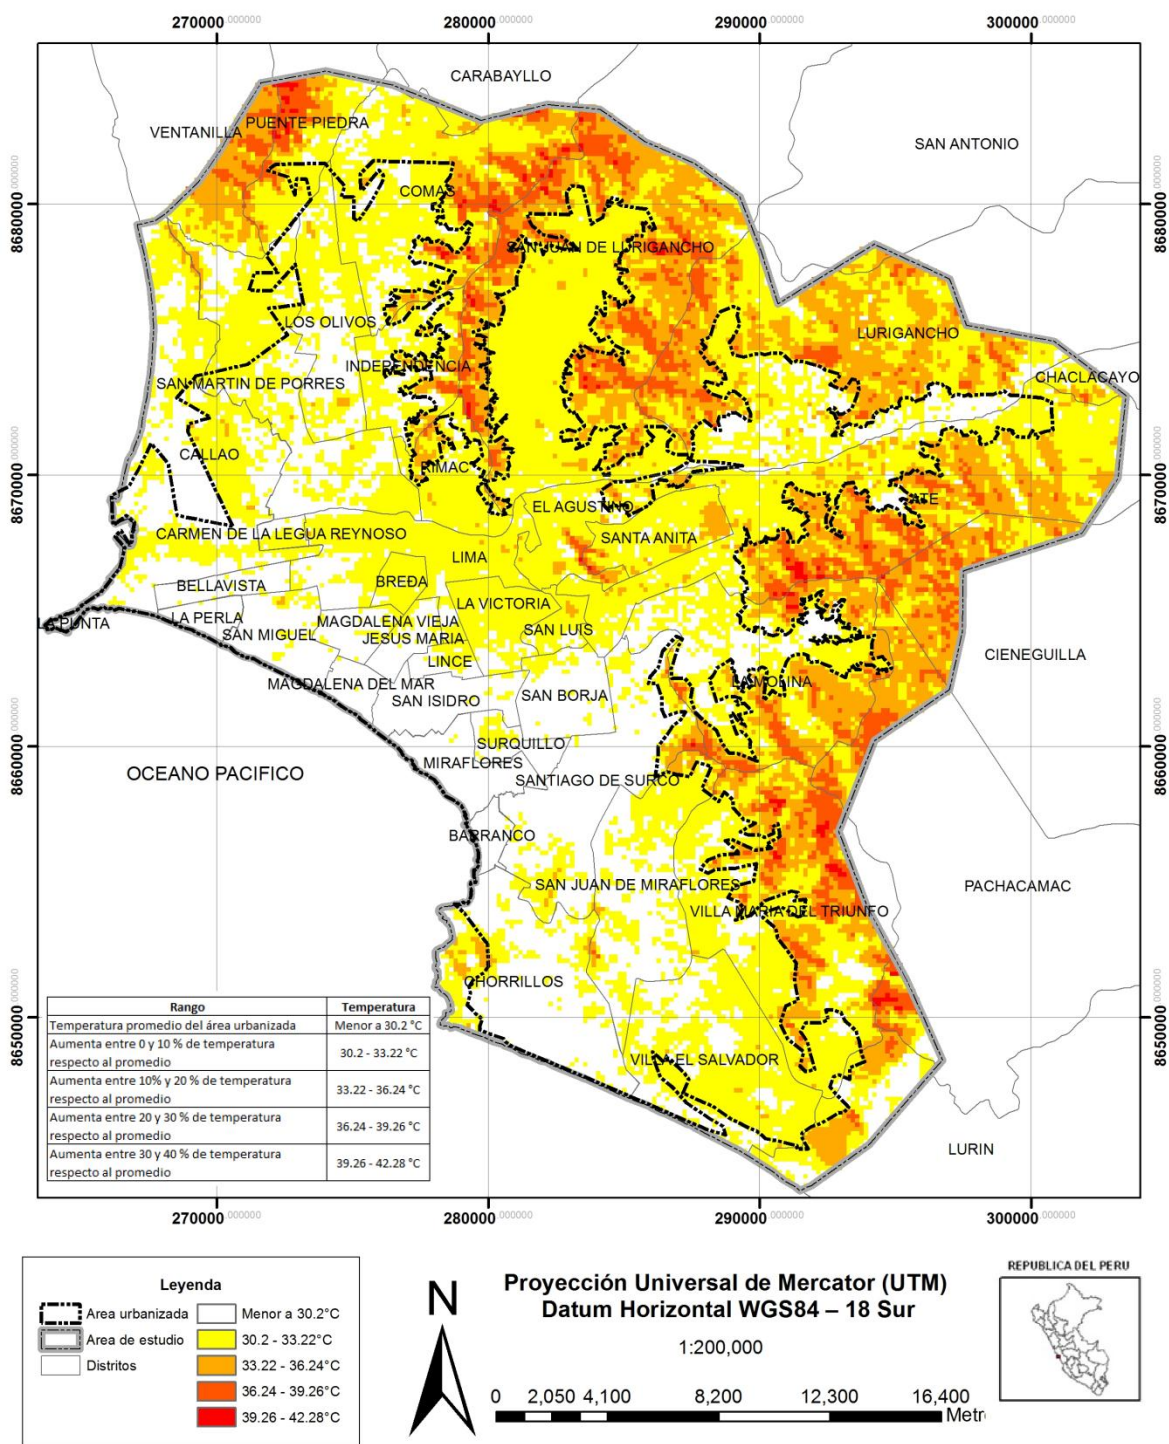 270000.000000 280000.000000 290000.000000 300000.000000
CARABAYLLO
VENTANILLA
PUENTE PIEDRA
SAN ANTONIO
8680000.000000 8680000.000000
COMAS
SAN JUAN DE LURIGANCHO
LOS OLIVOS
LURIGANCHO
INDEPENDENCIA
SAN MARTIN DE PORRES
CHACLACAYO
CALLAO
RIMAC
8670000.000000 8670000.000000
EL AGUSTINO
ATE
CARMEN DE LA LEGUA REYNOSO
SANTA ANITA
LIMA
BELLAVISTA
BREÐA
LA VICTORIA
LA PUNTA
LA PERLA
MAGDALENA VIEJA
SAN MIGUEL
JESUS MARIA
SAN LUIS
LINCE
CIENEGUILLA
MAGDALENA DEL MAR
LA MOLINA
SAN ISIDRO
SAN BORJA
8660000.000000 8660000.000000
SURQUILLO
MIRAFLORES
OCEANO PACIFICO
SANTIAGO DE SURCO
BARRANCO
SAN JUAN DE MIRAFLORES
PACHACAMAC
VILLA MARIA DEL TRIUNFO
CHORRILLOS
8650000.000000 8650000.000000
VILLA EL SALVADOR
LURIN
Rango Temperatura
Temperatura promedio del área urbanizada Menor a 30.2 °C
Aumenta entre 0 y 10 % de temperatura
respecto al promedio 30.2 - 33.22 °C
Aumenta entre 10% y 20 % de temperatura
respecto al promedio 33.22 - 36.24 °C
Aumenta entre 20 y 30 % de temperatura
respecto al promedio 36.24 - 39.26 °C
Aumenta entre 30 y 40 % de temperatura
respecto al promedio 39.26 - 42.28 °C
270000.000000 280000.000000 290000.000000 300000.000000
Leyenda
Area urbanizada Menor a 30.2°C
Area de estudio 30.2 - 33.22°C
Distritos 33.22 - 36.24°C
36.24 - 39.26°C
39.26 - 42.28°C
N
Proyección Universal de Mercator (UTM)
Datum Horizontal WGS84 – 18 Sur
1:200,000
0 2,050 4,100 8,200 12,300 16,400
Metr
REPUBLICA DEL PERU